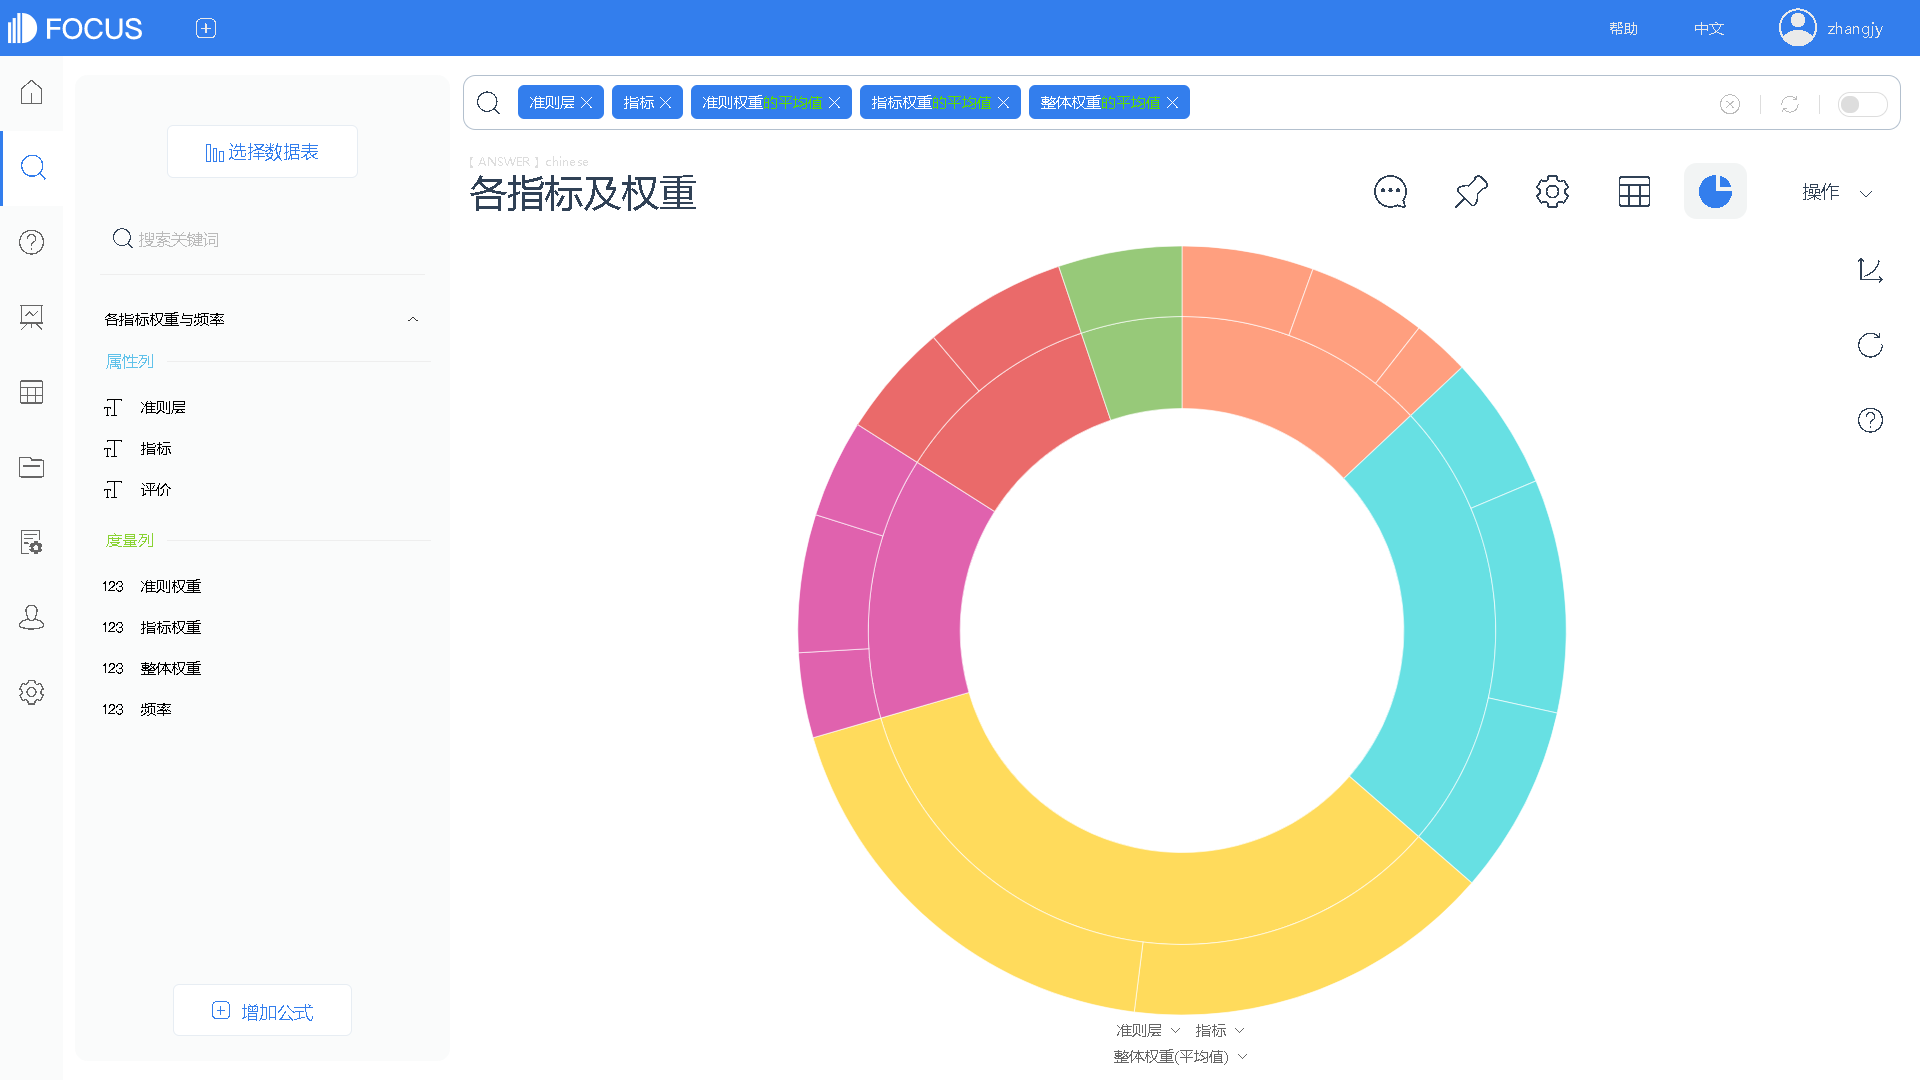 FOCUS
帮助
中文
zhangjy
选择数据表
搜索关键词
各指标权重与频率
属性列
准则层
指标
评价
度量列
123 准则权重
123 指标权重
123 整体权重
123 频率
增加公式
准则层 指标 准则权重的平均值 指标权重的平均值 整体权重的平均值
【 ANSWER 】chinese
各指标及权重
操作
准则层 指标
整体权重(平均值)